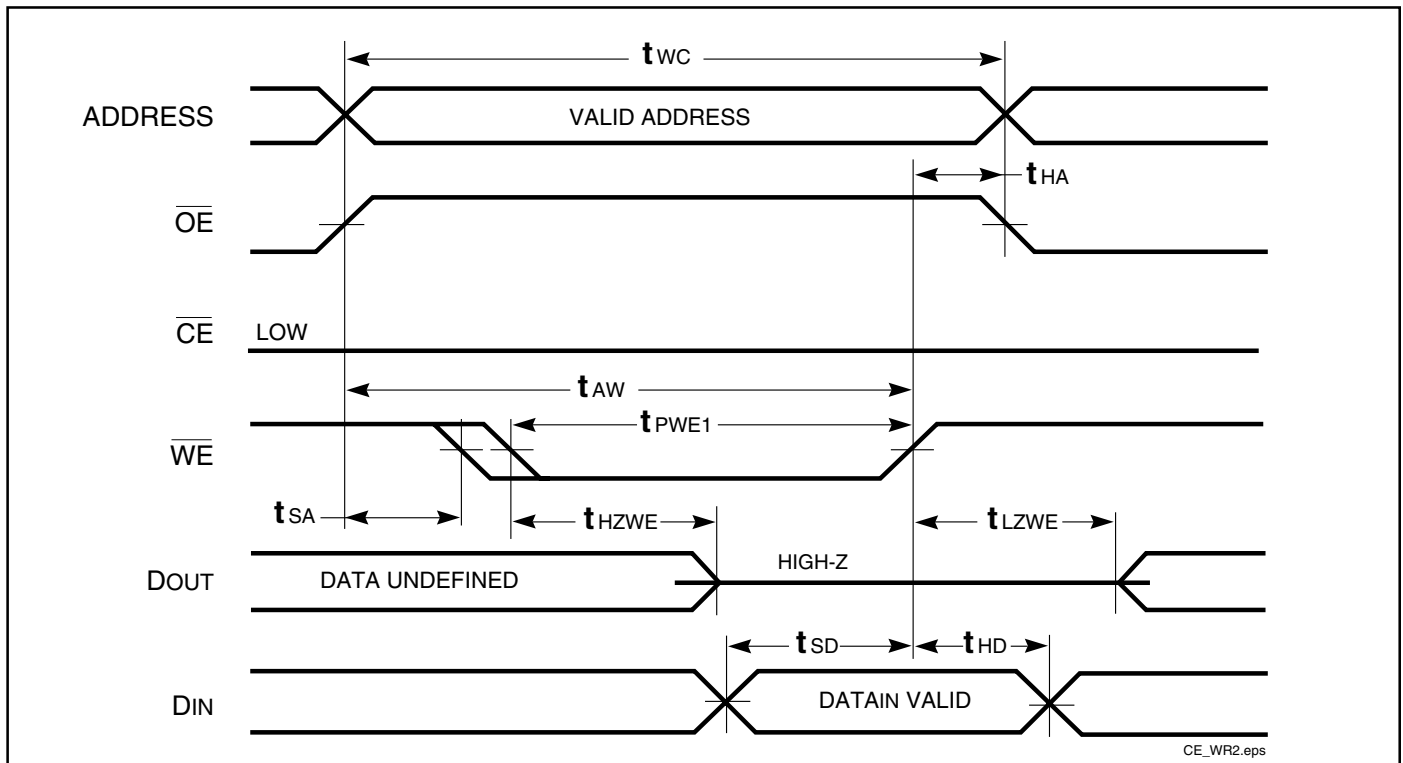 tWC
ADDRESS
VALID ADDRESS
tHA
OE
CE
LOW
tAW
tPWE1
WE
tSA
tHZWE
tLZWE
DOUT
DATA UNDEFINED
HIGH-Z
tSD
tHD
DIN
DATAIN VALID
CE_WR2.eps